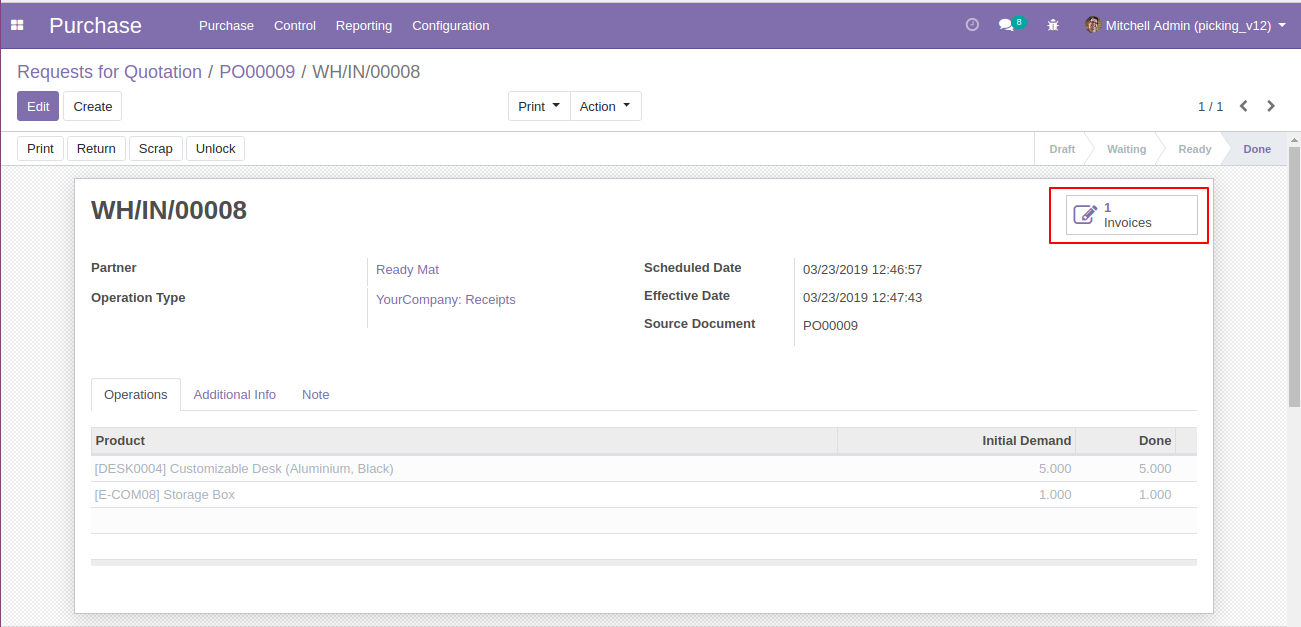 Purchase Purchase Control Reporting Configuration 8 Mitchell Admin (picking_v12)
Requests for Quotation / PO00009 / WH/IN/00008
Edit Create Print Action 1 / 1
Print Return Scrap Unlock Draft Waiting Ready Done
WH/IN/00008
1
Invoices
Partner Ready Mat Scheduled Date 03/23/2019 12:46:57
Operation Type YourCompany: Receipts Effective Date 03/23/2019 12:47:43
Source Document PO00009
Operations Additional Info Note
Product Initial Demand Done
[DESK0004] Customizable Desk (Aluminium, Black) 5.000 5.000
[E-COM08] Storage Box 1.000 1.000